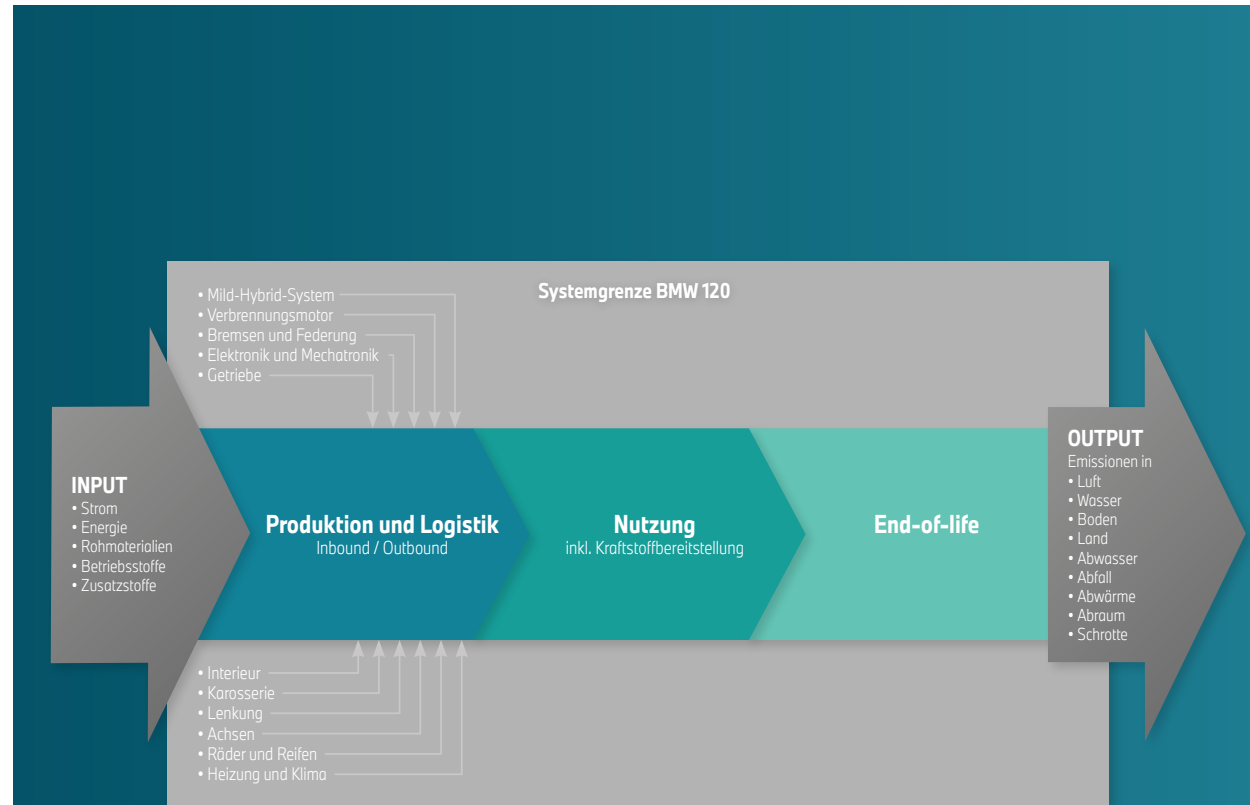 Systemgrenze BMW 120
• Mild-Hybrid-System
• Verbrennungsmotor
• Bremsen und Federung
• Elektronik und Mechatronik
• Getriebe
INPUT
• Strom
• Energie
• Rohmaterialien
• Betriebsstoffe
• Zusatzstoffe
Produktion und Logistik
Inbound / Outbound
Nutzung
inkl. Kraftstoffbereitstellung
End-of-life
OUTPUT
Emissionen in
• Luft
• Wasser
• Boden
• Land
• Abwasser
• Abfall
• Abwärme
• Abraum
• Schrotte
• Interieur
• Karosserie
• Lenkung
• Achsen
• Räder und Reifen
• Heizung und Klima